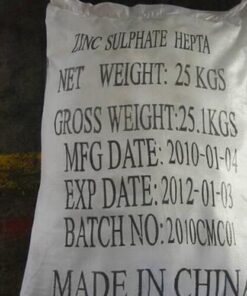 ZINC SULPHATE HEPTA
NET WEIGHT: 25 KGS
GROSS WEIGHT:25.1KGS
MFG DATE: 2010-01-04
EXP DATE: 2012-01-03
BATCH NO: 2010CMC01
MADE IN CHIN